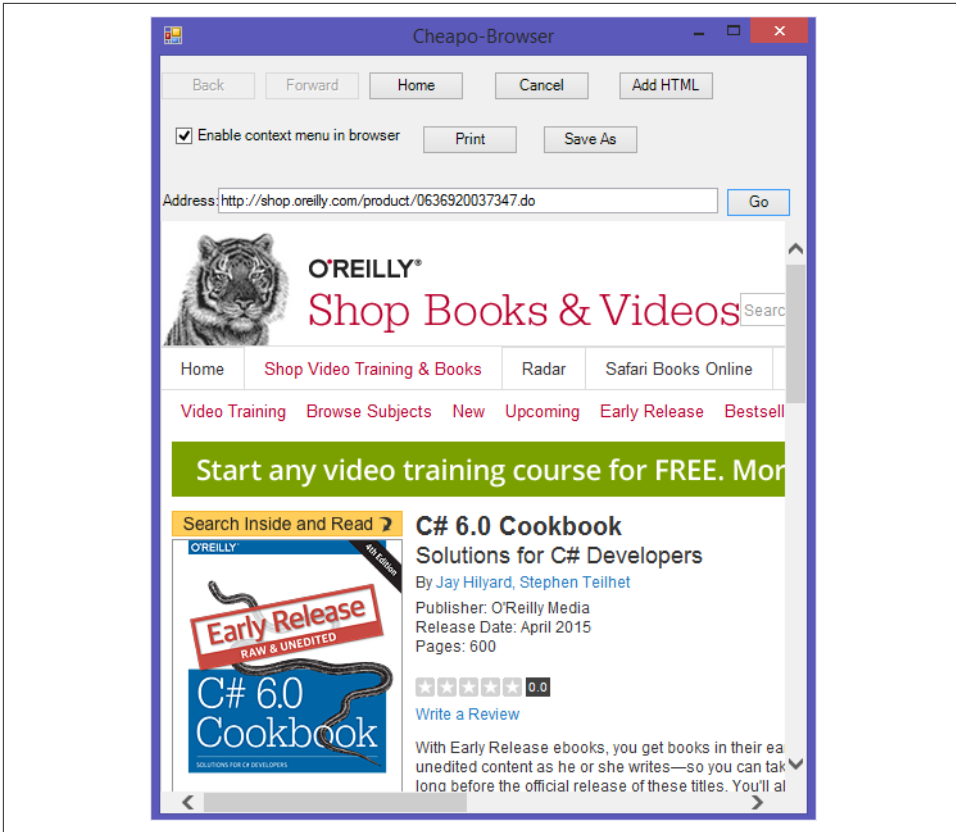 Cheapo-Browser
Back Forward Home Cancel Add HTML
Enable context menu in browser Print Save As
Address: http://shop.oreilly.com/product/0636920037347.do Go
O'REILLY®
Shop Books & Videos Searc
Home Shop Video Training & Books Radar Safari Books Online
Video Training Browse Subjects New Upcoming Early Release Bestsell
Start any video training course for FREE. Mor
Search Inside and Read
O'REILLY®
4th Edition
Early Release
RAW & UNEDITED
C# 6.0
Cookbook
SOLUTIONS FOR C# DEVELOPERS
C# 6.0 Cookbook
Solutions for C# Developers
By Jay Hilyard, Stephen Teilhet
Publisher: O'Reilly Media
Release Date: April 2015
Pages: 600
0.0
Write a Review
With Early Release ebooks, you get books in their ea
unedited content as he or she writes—so you can tak
long before the official release of these titles. You'll al